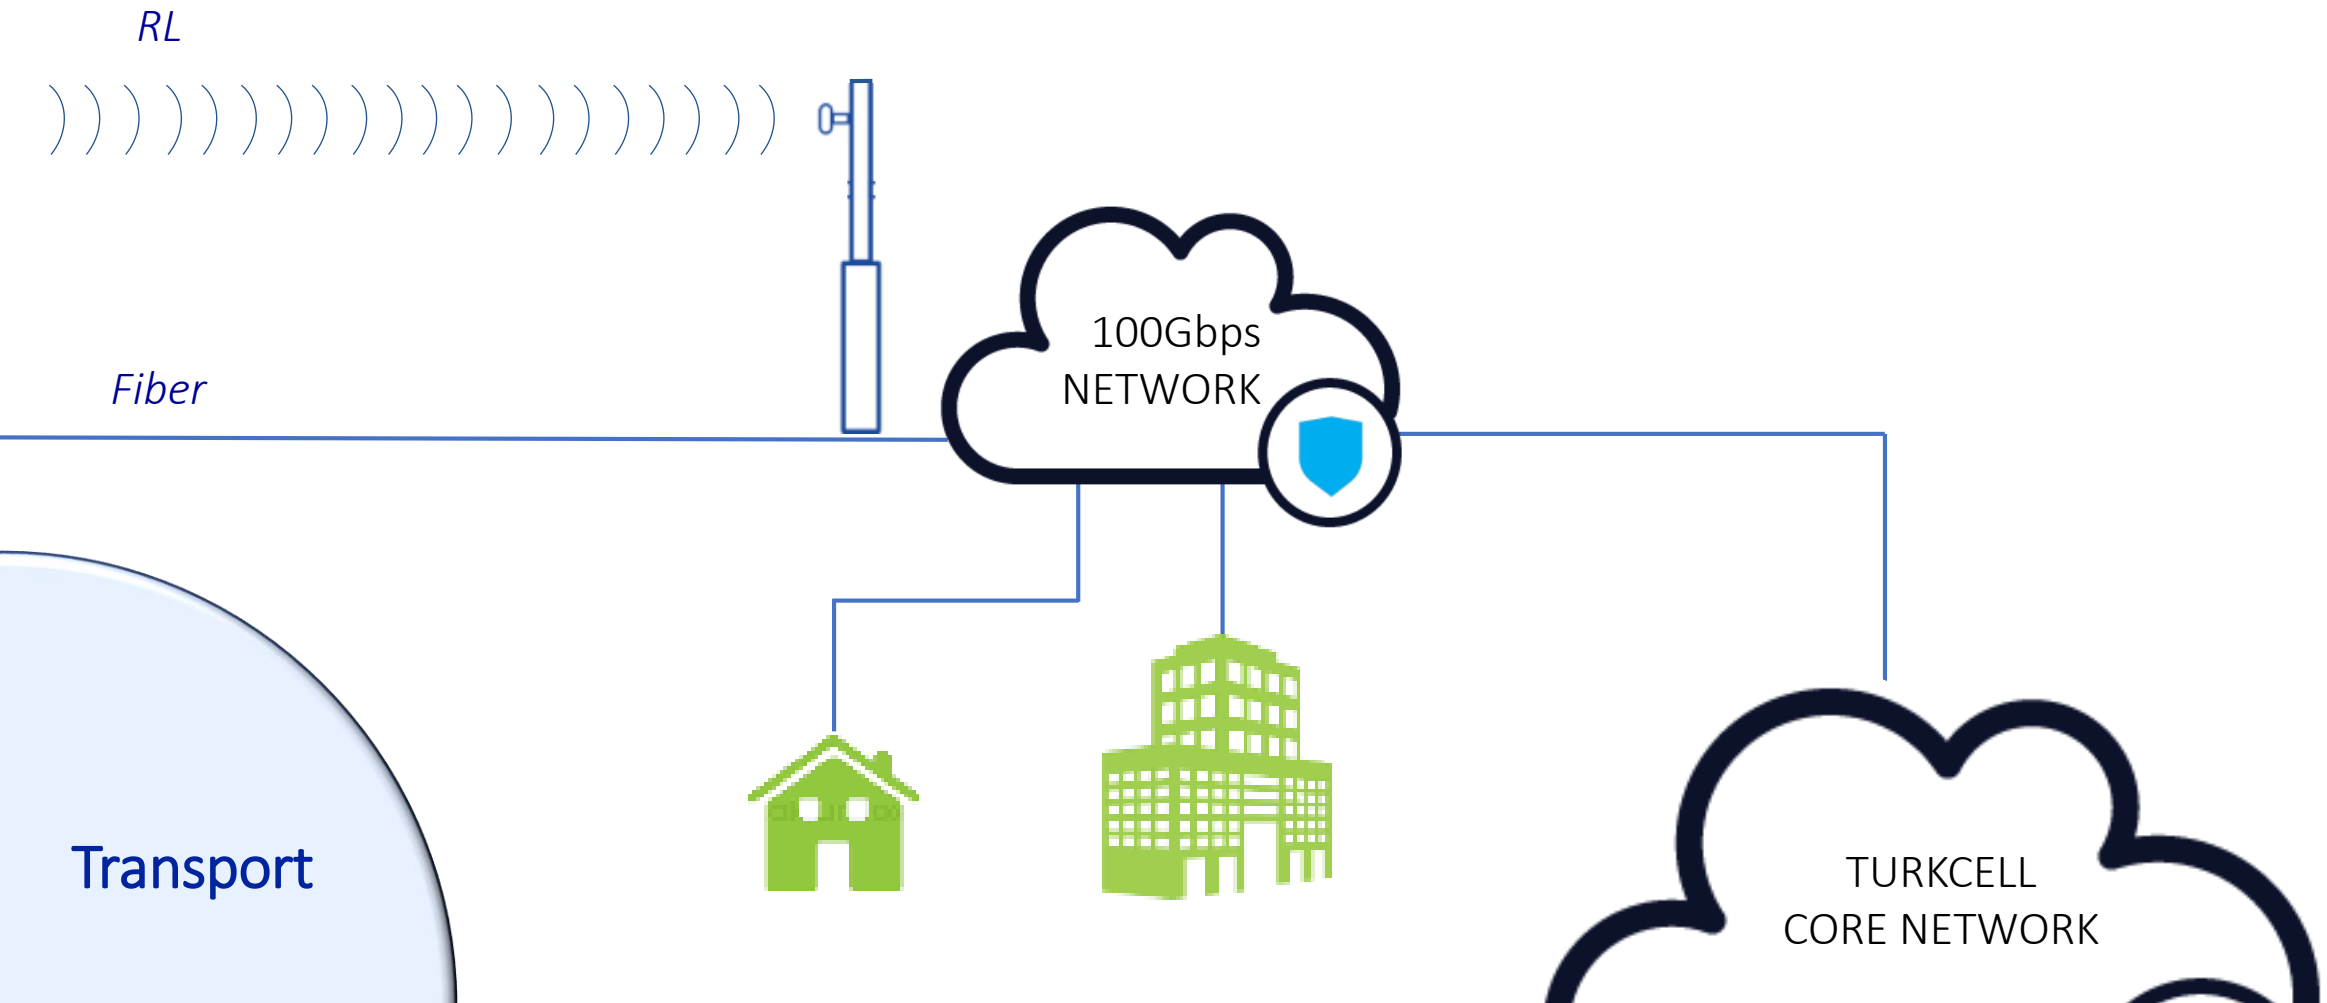 RL
100Gbps
NETWORK
Fiber
Transport
TURKCELL
CORE NETWORK